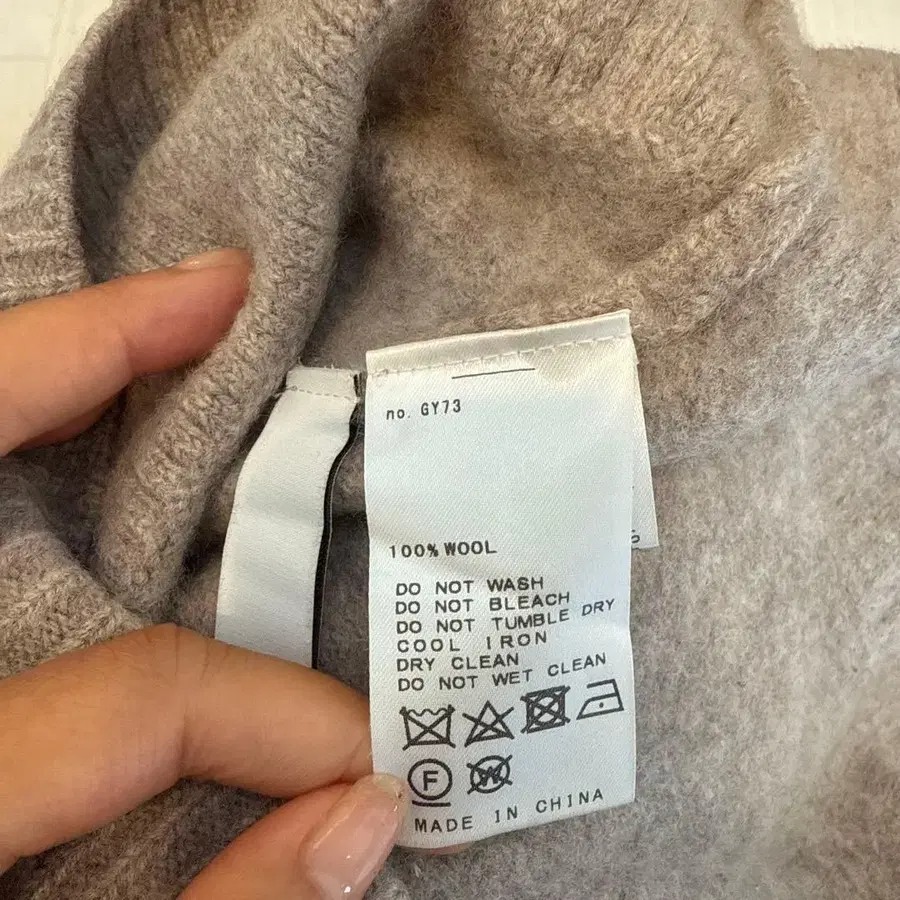 no. GY73
100% WOOL
DO NOT WASH
DO NOT BLEACH
DO NOT TUMBLE DRY
COOL IRON
DRY CLEAN
DO NOT WET CLEAN
F W
MADE IN CHINA